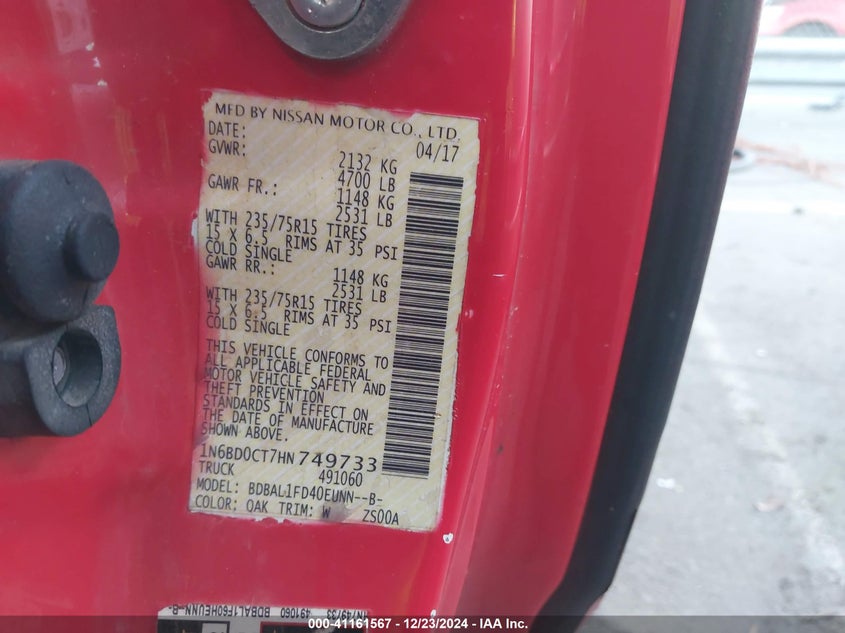 MFD BY NISSAN MOTOR CO., LTD.
DATE: 04/17
GVWR: 2132 KG
4700 LB
GAWR FR.: 1148 KG
2531 LB
WITH 235/75R15 TIRES
15 X 6.5 RIMS AT 35 PSI
COLD SINGLE
GAWR RR.: 1148 KG
2531 LB
WITH 235/75R15 TIRES
15 X 6.5 RIMS AT 35 PSI
COLD SINGLE
THIS VEHICLE CONFORMS TO
ALL APPLICABLE FEDERAL
MOTOR VEHICLE SAFETY AND
THEFT PREVENTION
STANDARDS IN EFFECT ON
THE DATE OF MANUFACTURE
SHOWN ABOVE.
1N6BD0CT7HN749733
TRUCK 491060
MODEL: BDBAL1FD40EUNN--B-
COLOR: OAK TRIM: W ZS00A
491060 BDBAL1F60HEUNN--B-
000-41161567 - 12/23/2024 - IAA Inc.